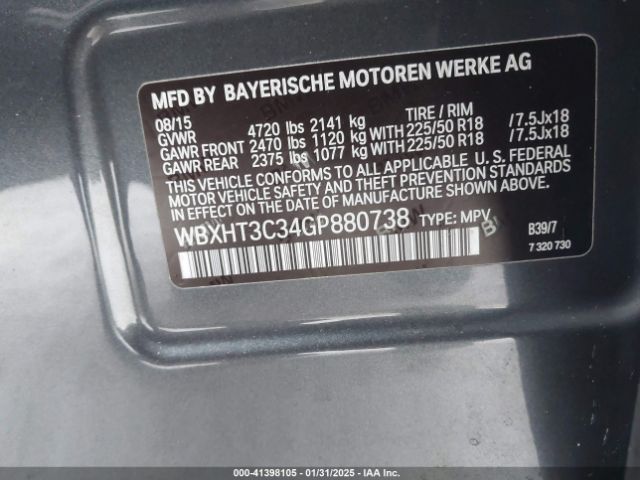 MFD BY BAYERISCHE MOTOREN WERKE AG
08/15 TIRE / RIM
GVWR 4720 lbs 2141 kg
GAWR FRONT 2470 lbs 1120 kg WITH 225/50 R18 /7.5Jx18
GAWR REAR 2375 lbs 1077 kg WITH 225/50 R18 /7.5Jx18
THIS VEHICLE CONFORMS TO ALL APPLICABLE U. S. FEDERAL
MOTOR VEHICLE SAFETY AND THEFT PREVENTION STANDARDS
IN EFFECT ON THE DATE OF MANUFACTURE SHOWN ABOVE.
WBXHT3C34GP880738 TYPE: MPV
B39/7
7 320 730
000-41398105 - 01/31/2025 - IAA, Inc.